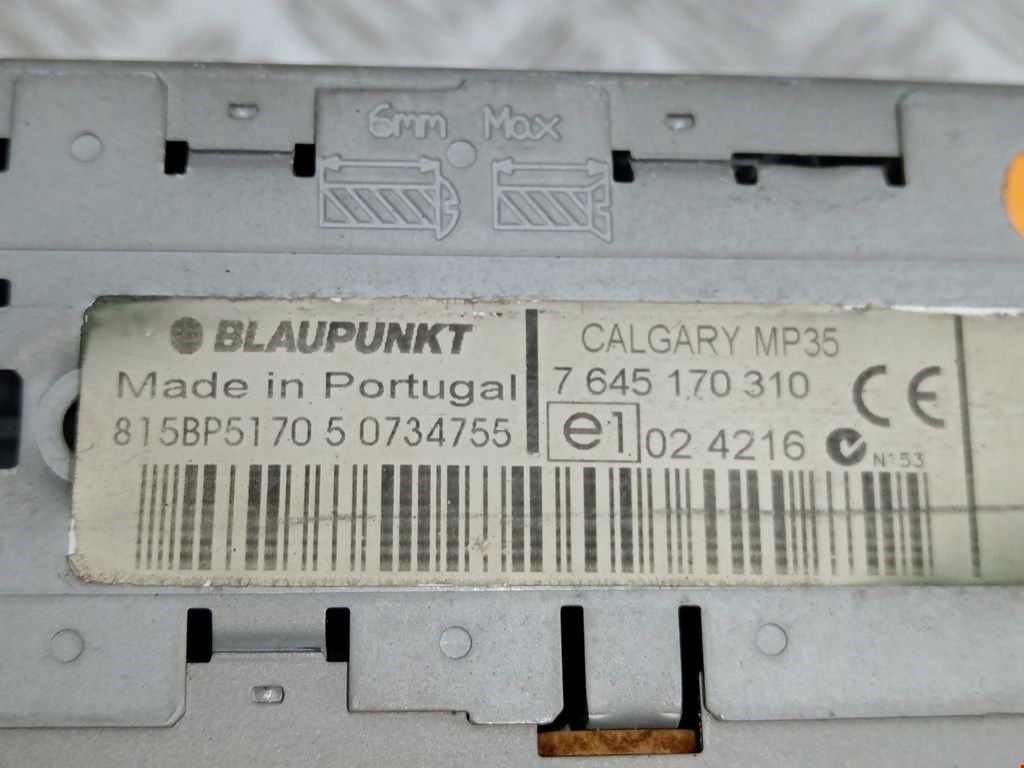 6mm Max
BLAUPUNKT
Made in Portugal
815BP5170 5 0734755
CALGARY MP35
7 645 170 310
CE
e1 02 4216
N153